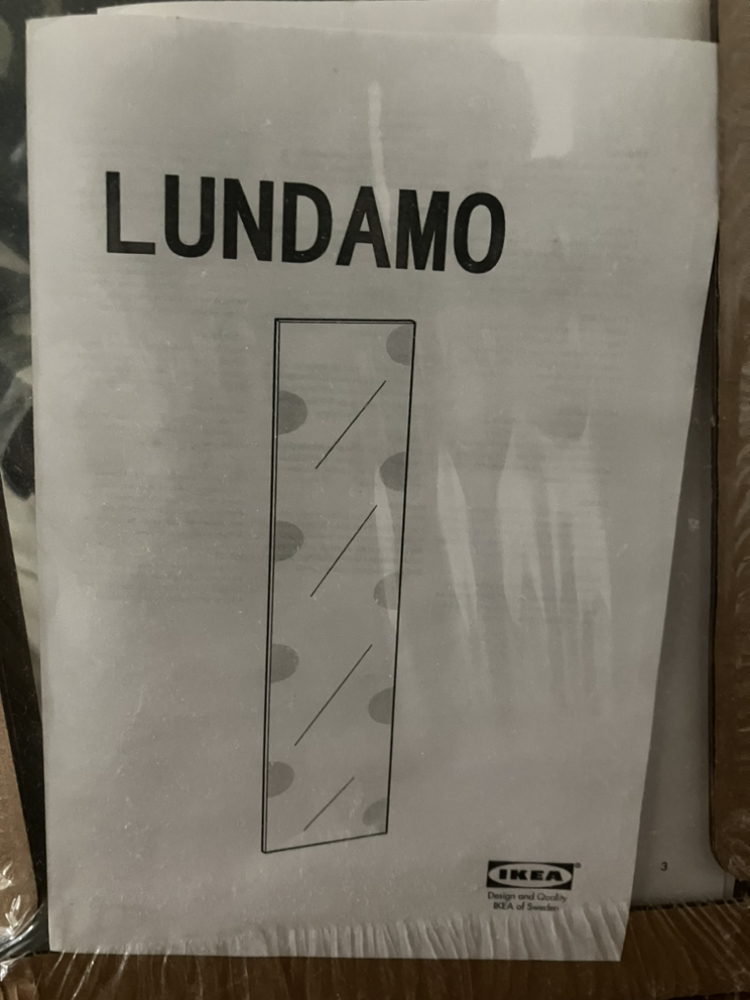 LUNDAMO
3
IKEA®
Design and Quality
IKEA of Sweden